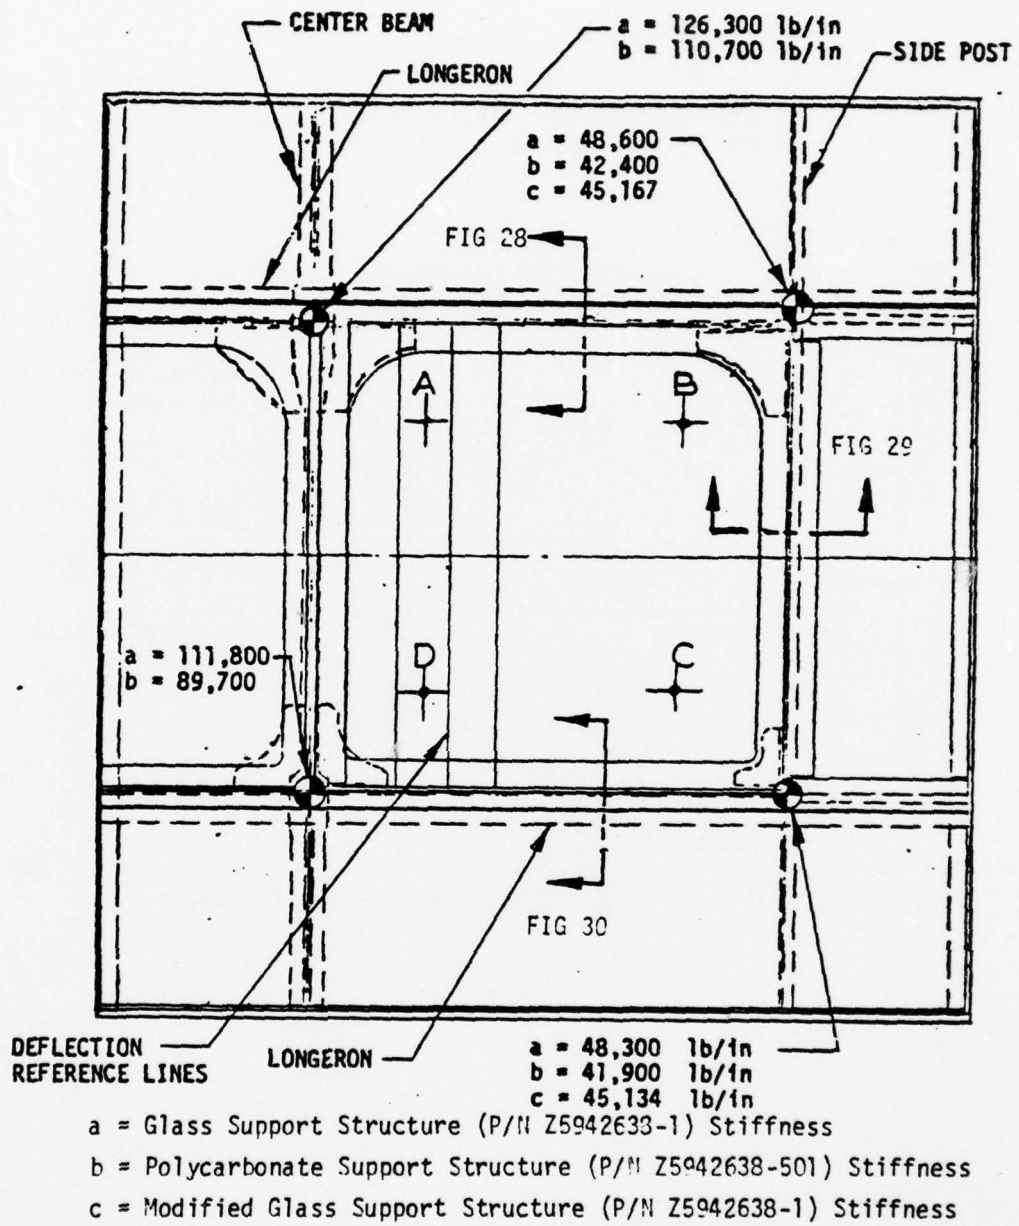 CENTER BEAM
a = 126,300 lb/in
b = 110,700 lb/in
SIDE POST
LONGERON
a = 48,600
b = 42,400
c = 45,167
FIG 28
A
B
FIG 29
a = 111,800
b = 89,700
D
C
FIG 30
DEFLECTION
REFERENCE LINES
LONGERON
a = 48,300 lb/in
b = 41,900 lb/in
c = 45,134 lb/in
a = Glass Support Structure (P/N Z5942633-1) Stiffness
b = Polycarbonate Support Structure (P/N Z5942638-501) Stiffness
c = Modified Glass Support Structure (P/N Z5942638-1) Stiffness